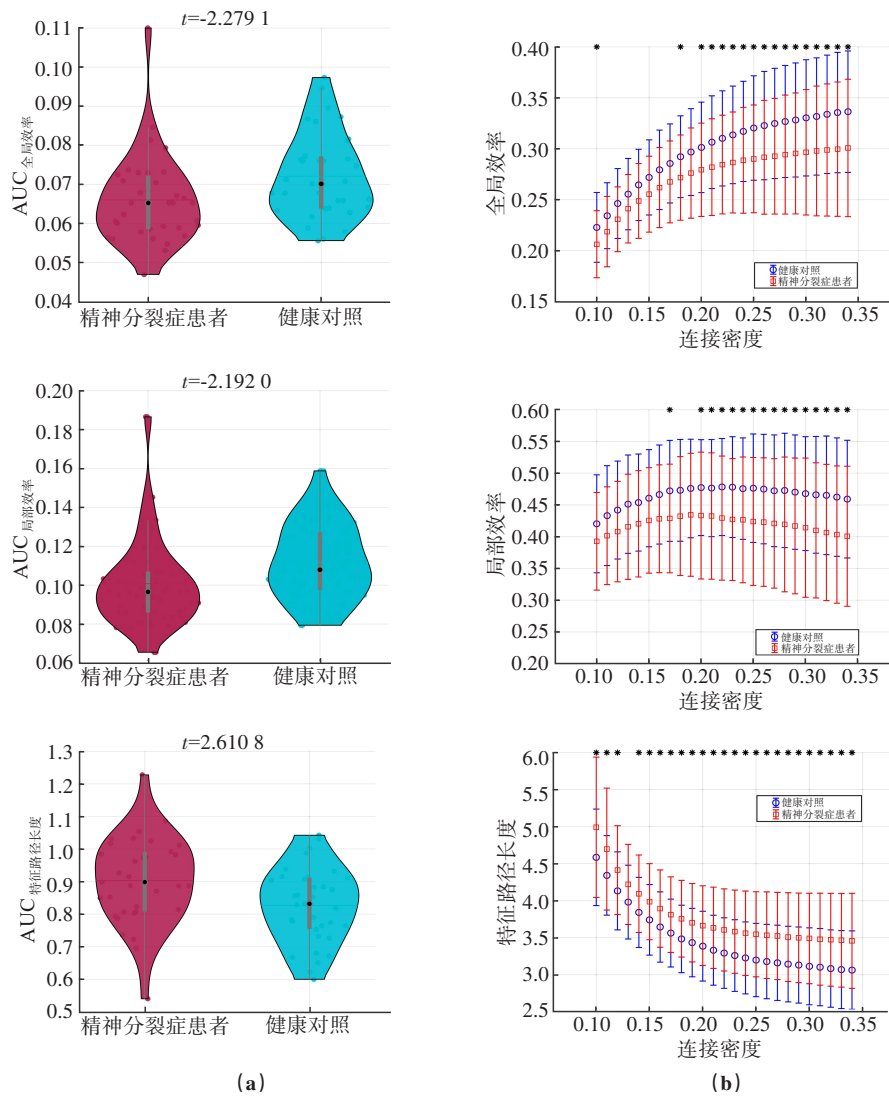 t=-2.279 1
0.11
0.10
0.09
0.08
0.07
0.06
0.05
0.04
AUC全局效率
精神分裂症患者 健康对照
0.40
0.35
0.30
0.25
0.20
0.15
全局效率
健康对照
精神分裂症患者
0.10 0.15 0.20 0.25 0.30 0.35
连接密度
t=-2.192 0
0.20
0.18
0.16
0.14
0.12
0.10
0.08
0.06
AUC局部效率
精神分裂症患者 健康对照
0.60
0.55
0.50
0.45
0.40
0.35
0.30
0.25
0.20
局部效率
健康对照
精神分裂症患者
0.10 0.15 0.20 0.25 0.30 0.35
连接密度
t=2.610 8
1.3
1.2
1.1
1.0
0.9
0.8
0.7
0.6
0.5
AUC特征路径长度
精神分裂症患者 健康对照
6.0
5.5
5.0
4.5
4.0
3.5
3.0
2.5
特征路径长度
健康对照
精神分裂症患者
0.10 0.15 0.20 0.25 0.30 0.35
连接密度
(a)
(b)